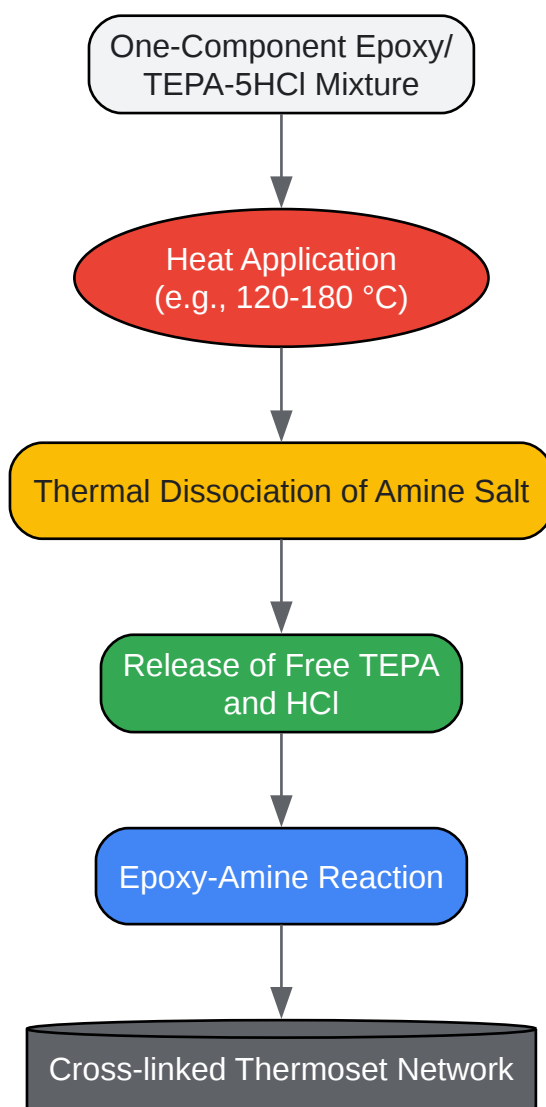 One-Component Epoxy/
TEPA-5HCl Mixture
Heat Application
(e.g., 120-180 °C)
Thermal Dissociation of Amine Salt
Release of Free TEPA
and HCl
Epoxy-Amine Reaction
Cross-linked Thermoset Network